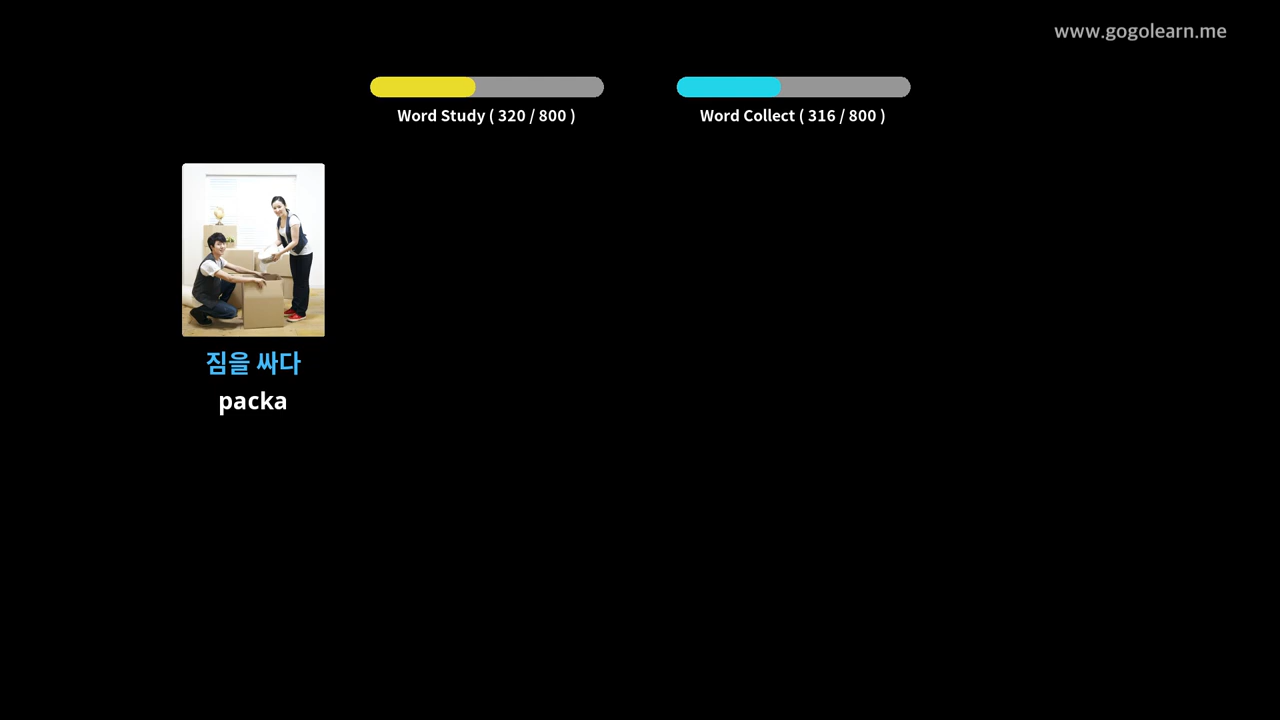 www.gogolearn.me
Word Study ( 320 / 800 )
Word Collect ( 316 / 800 )
짐을 싸다
packa